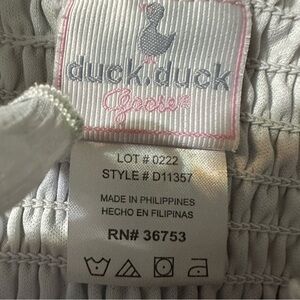 duck.duck
Goose®
LOT # 0222
STYLE # D11357
MADE IN PHILIPPINES
HECHO EN FILIPINAS
RN# 36753